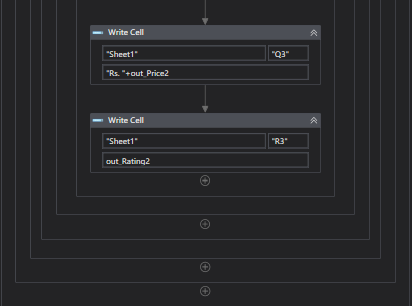 Write Cell
"Sheet1" "Q3"
"Rs. "+out_Price2
Write Cell
"Sheet1" "R3"
out_Rating2